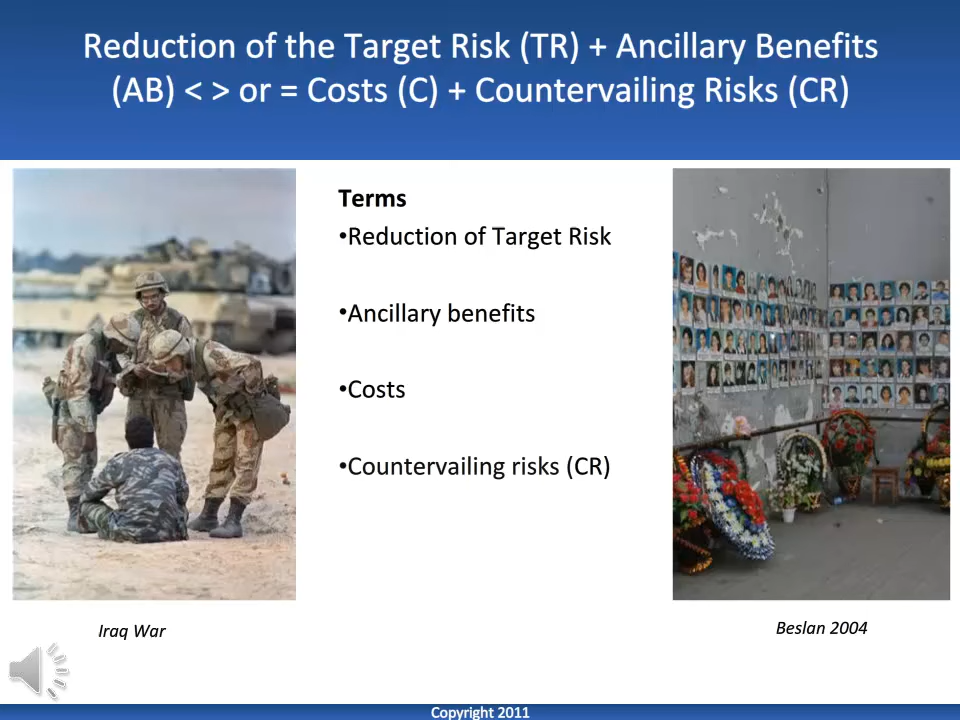 Reduction of the Target Risk (TR) + Ancillary Benefits
(AB) < > or = Costs (C) + Countervailing Risks (CR)
Terms
•Reduction of Target Risk
•Ancillary benefits
•Costs
•Countervailing risks (CR)
Iraq War
Beslan 2004
Copyright 2011